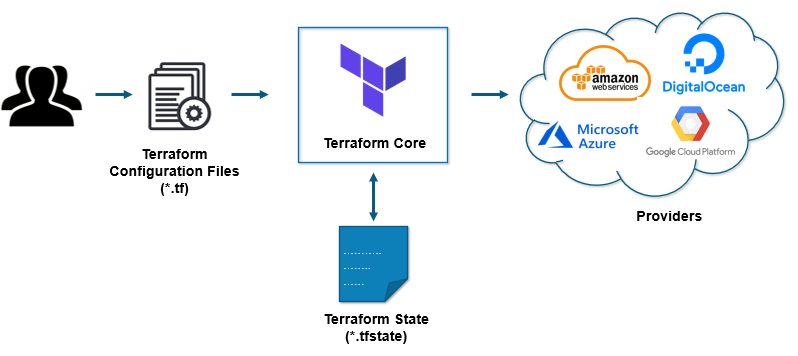 Terraform
Configuration Files
(*.tf)
Terraform Core
Terraform State
(*.tfstate)
amazon
web services
DigitalOcean
Microsoft
Azure
Google Cloud Platform
Providers